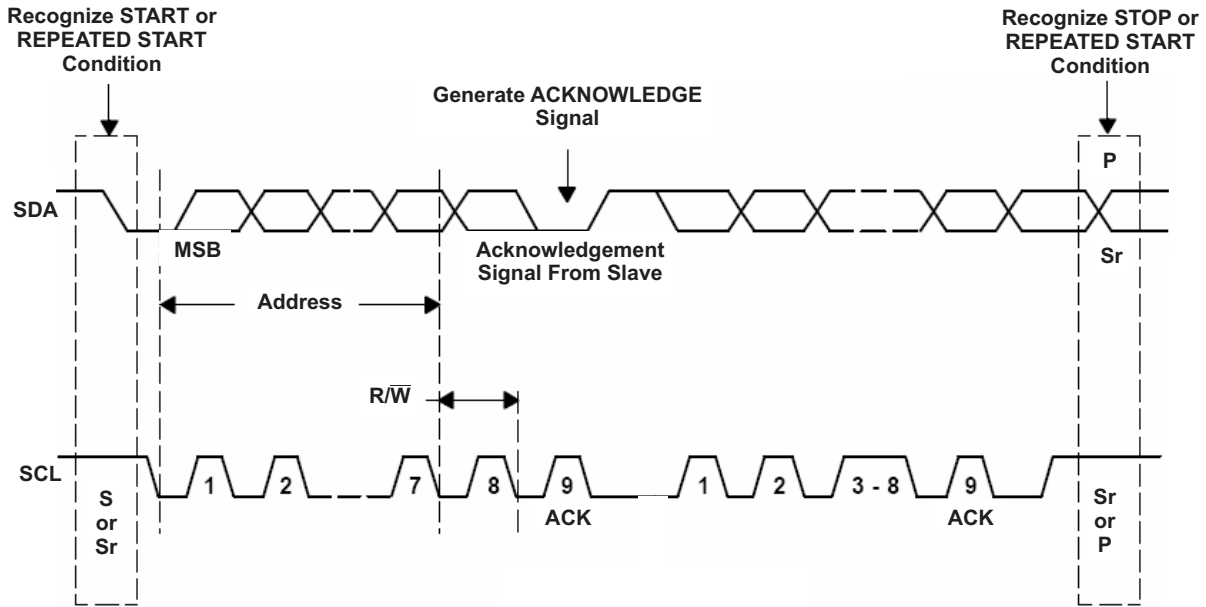 Recognize START or
REPEATED START
Condition
Recognize STOP or
REPEATED START
Condition
Generate ACKNOWLEDGE
Signal
P
SDA
MSB
Acknowledgement
Signal From Slave
Sr
Address
R/W̅
SCL
1 2 7 8 9 1 2 3 - 8 9
ACK ACK
S
or
Sr
Sr
or
P